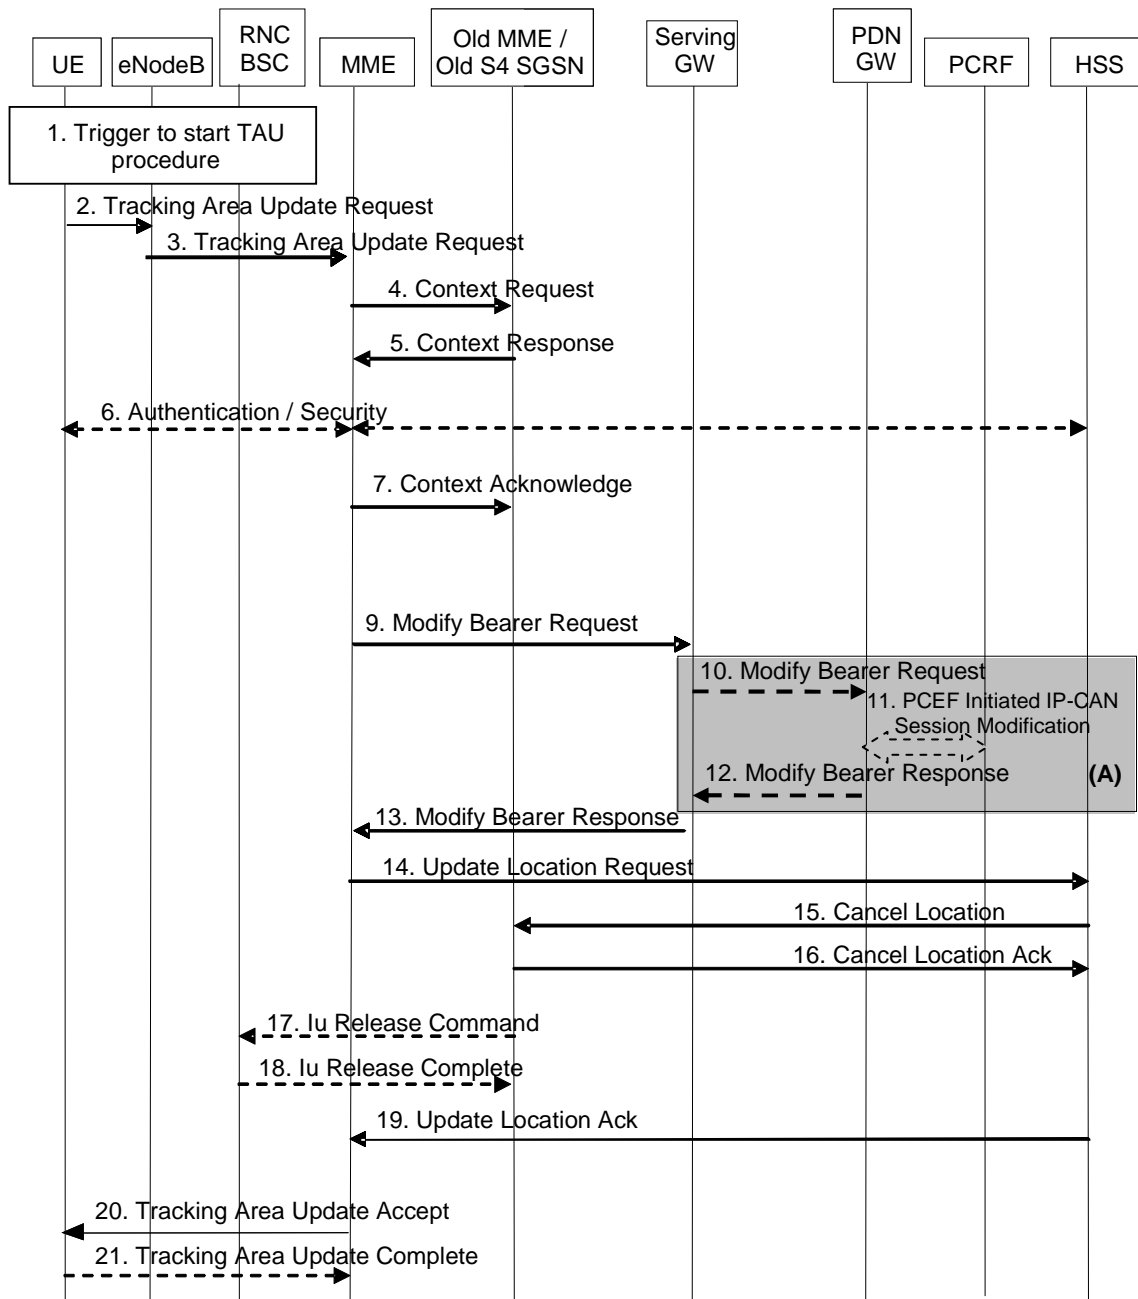 UE
eNodeB
RNC
BSC
MME
Old MME /
Old S4 SGSN
Serving
GW
PDN
GW
PCRF
HSS
1. Trigger to start TAU
procedure
2. Tracking Area Update Request
3. Tracking Area Update Request
4. Context Request
5. Context Response
6. Authentication / Security
7. Context Acknowledge
9. Modify Bearer Request
10. Modify Bearer Request
11. PCEF Initiated IP-CAN
Session Modification
12. Modify Bearer Response
(A)
13. Modify Bearer Response
14. Update Location Request
15. Cancel Location
16. Cancel Location Ack
17. Iu Release Command
18. Iu Release Complete
19. Update Location Ack
20. Tracking Area Update Accept
21. Tracking Area Update Complete